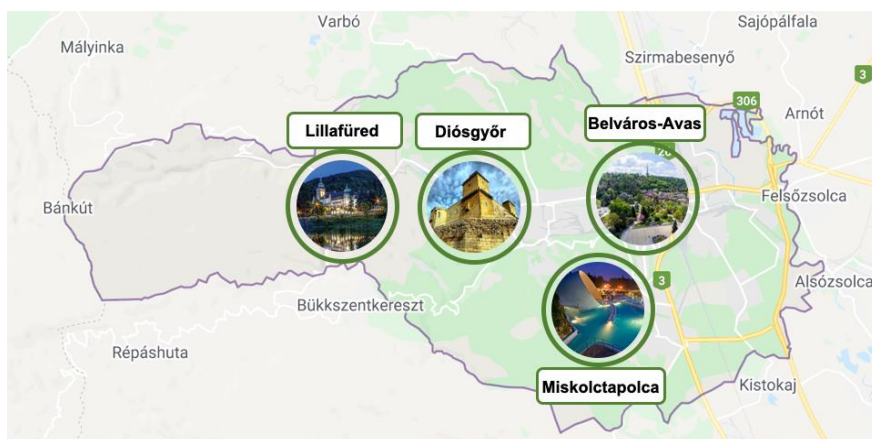 Varbó
Sajópálfala
Mályinka
Szirmabesenyő
3
306
Arnót
Lillafüred
Diósgyőr
Belváros-Avas
26
Felsőzsolca
Bánkút
3
Alsózsolca
Bükkszentkereszt
Répáshuta
Miskolctapolca
Kistokaj